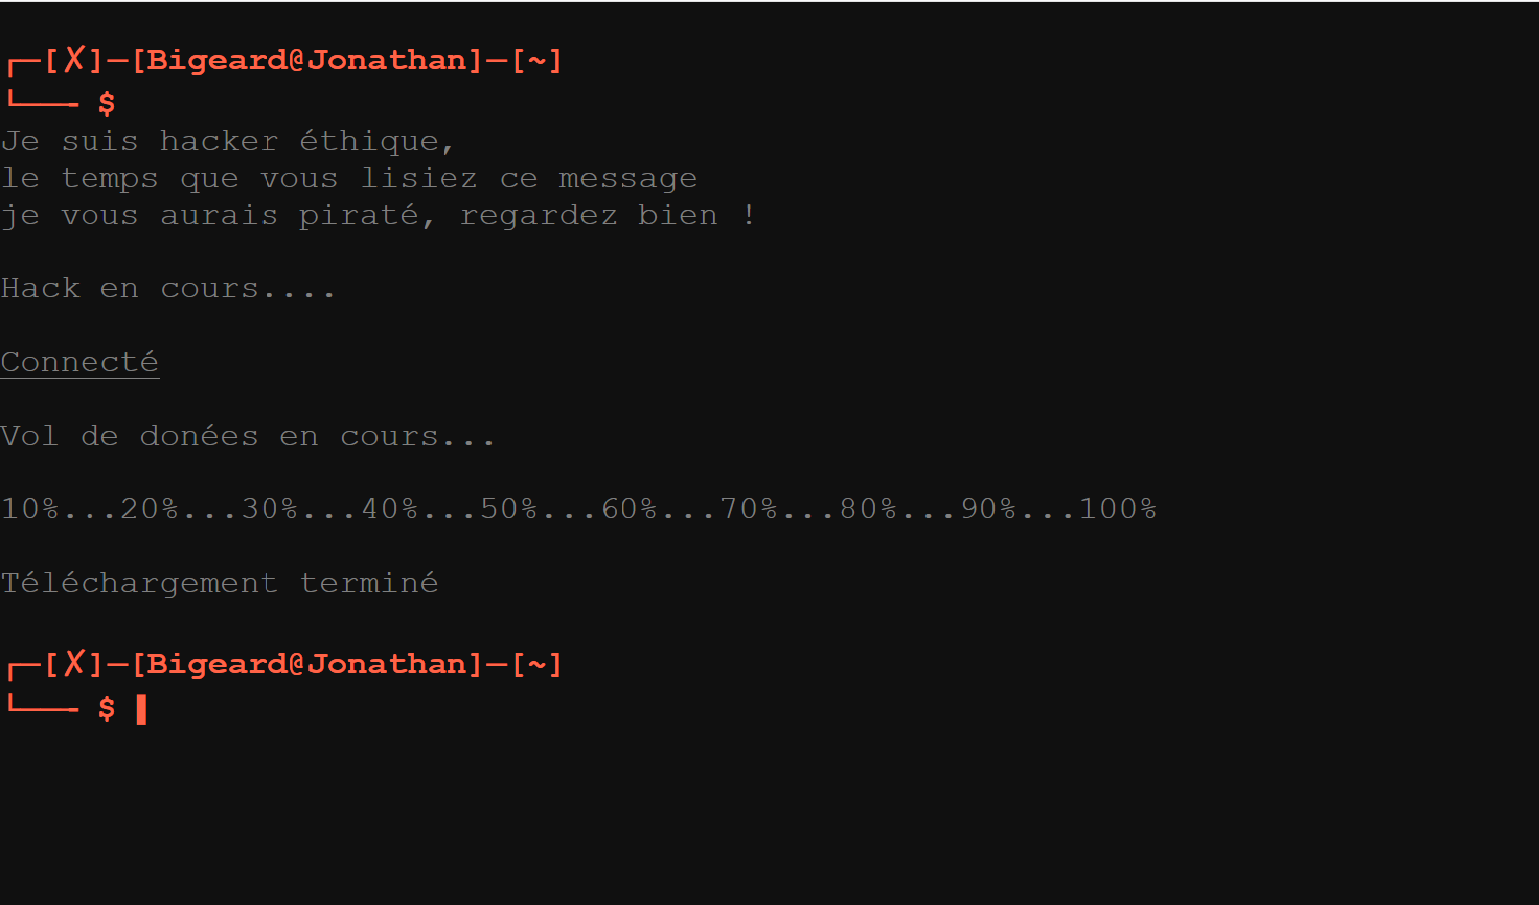 ┌─[✗]─[Bigeard@Jonathan]─[~]
└──╴ $
Je suis hacker éthique,
le temps que vous lisiez ce message
je vous aurais piraté, regardez bien !
Hack en cours....
Connecté
Vol de donées en cours...
10%...20%...30%...40%...50%...60%...70%...80%...90%...100%
Téléchargement terminé
┌─[✗]─[Bigeard@Jonathan]─[~]
└──╴ $